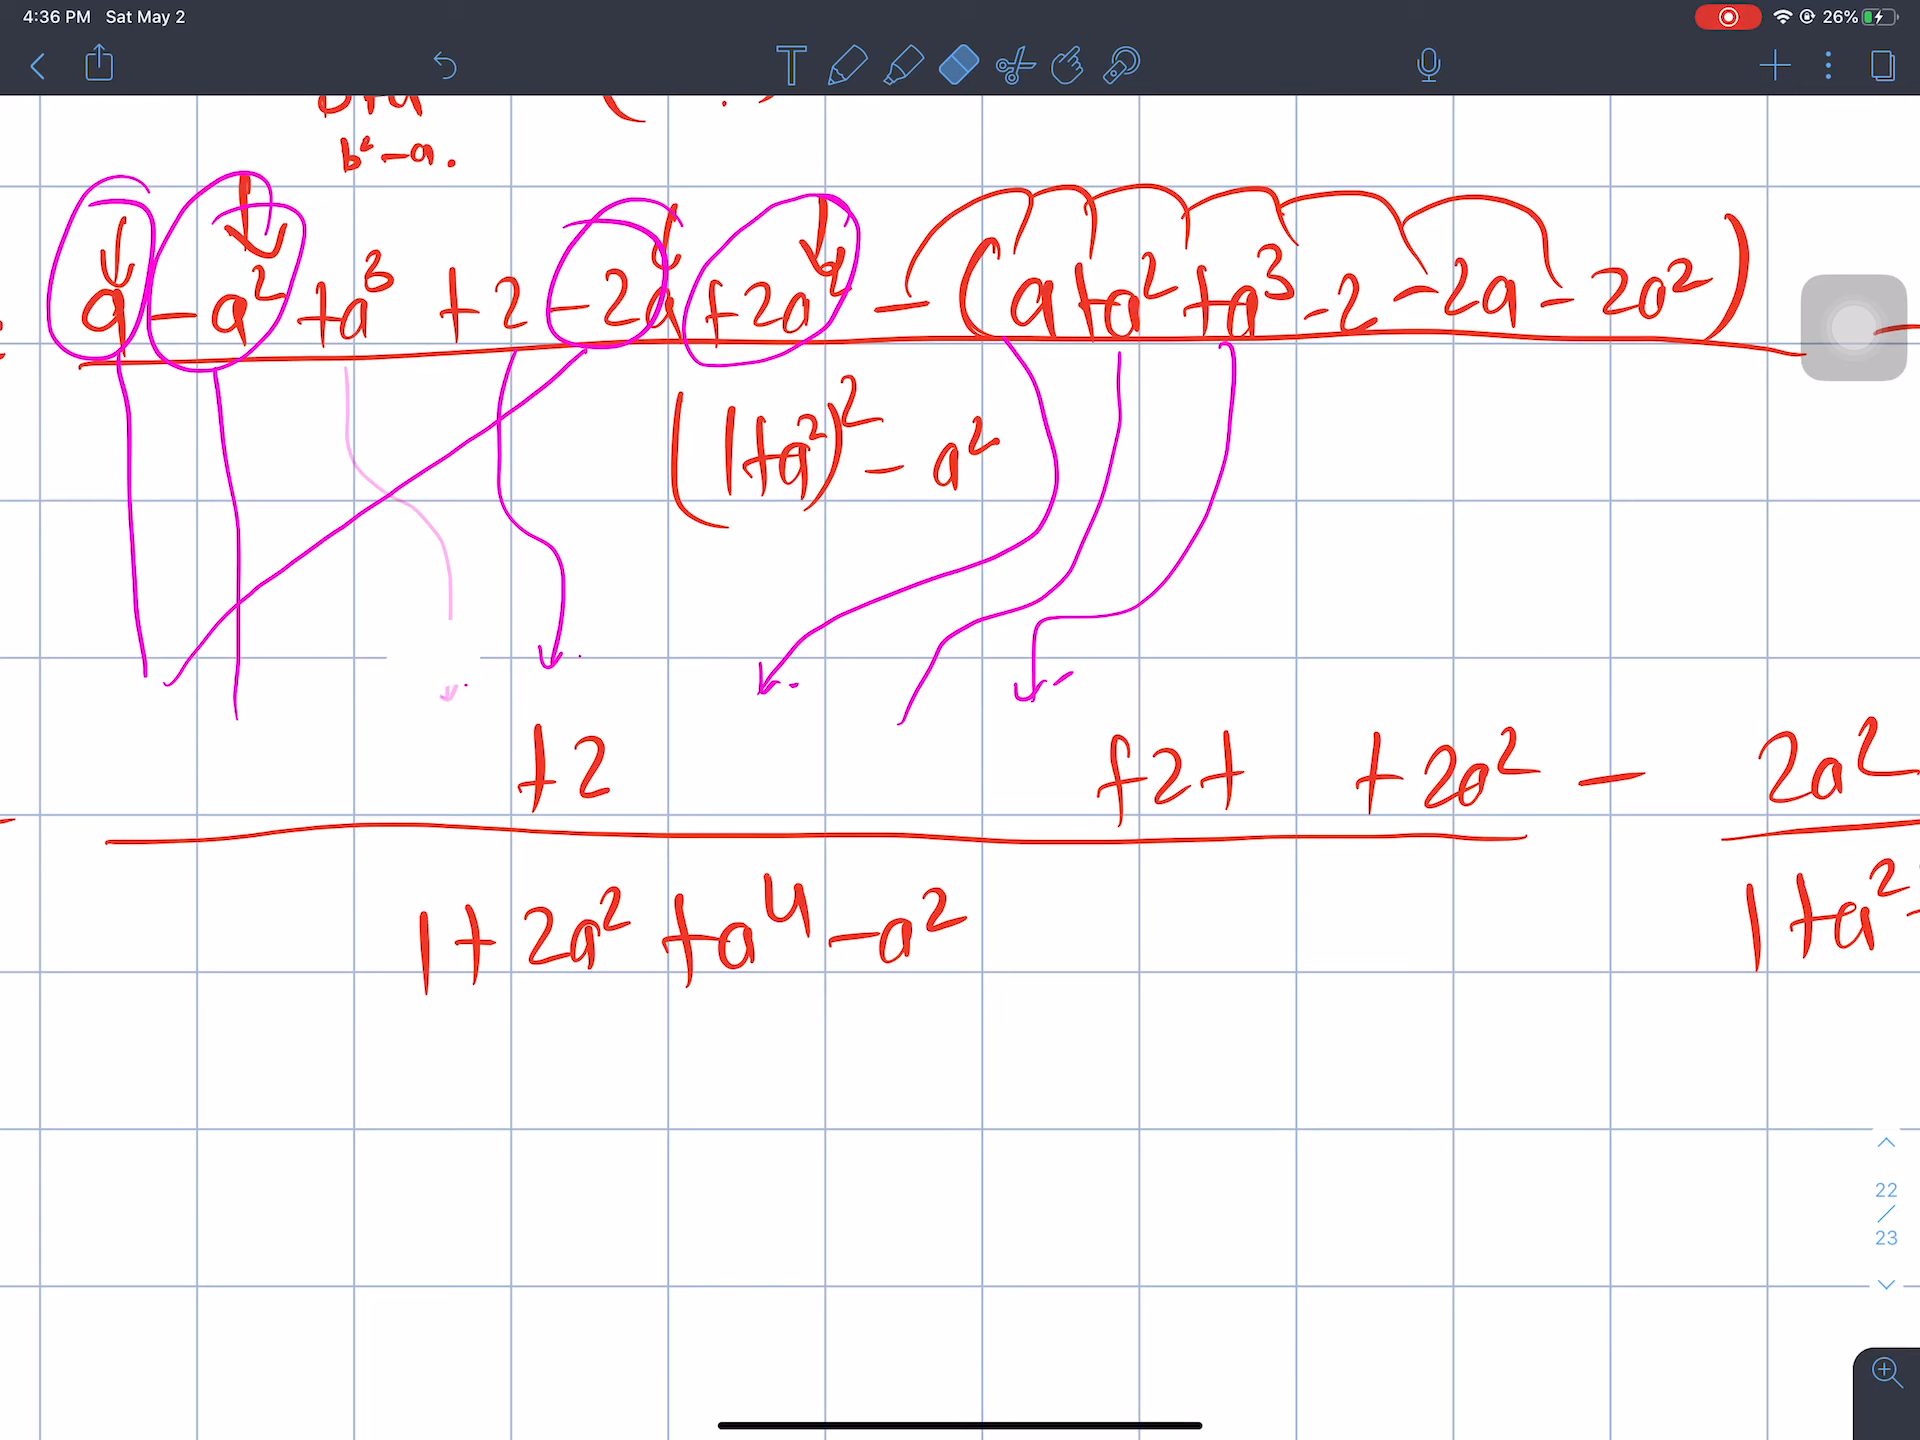 4:36 PM Sat May 2
26%
b² - a.
a - a² + a³ + 2 - 2a + 2a² - (a + a² + a³ - 2 - 2a - 2a²)
(1 + a²)² - a²
+2 +2+ +2a² - 2a²
1 + 2a² + a⁴ - a² 1 + a²
22
/
23